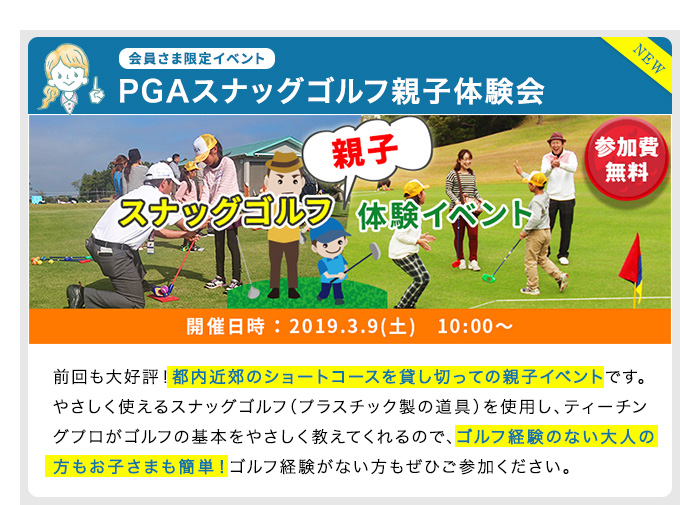 会員さま限定イベント
PGAスナッグゴルフ親子体験会
NEW
親子
スナッグゴルフ 体験イベント
参加費
無料
開催日時：2019.3.9(土) 10:00～
前回も大好評！都内近郊のショートコースを貸し切っての親子イベントです。
やさしく使えるスナッグゴルフ（プラスチック製の道具）を使用し、ティーチン
グプロがゴルフの基本をやさしく教えてくれるので、ゴルフ経験のない大人の
方もお子さまも簡単！ゴルフ経験がない方もぜひご参加ください。